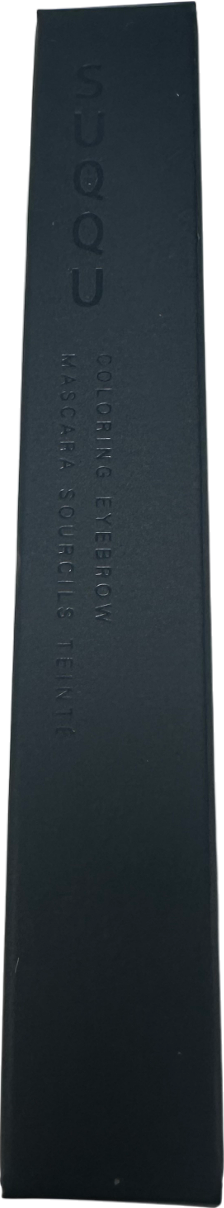 SUQQU
COLORING EYEBROW
MASCARA SOURCILS TEINTÉ